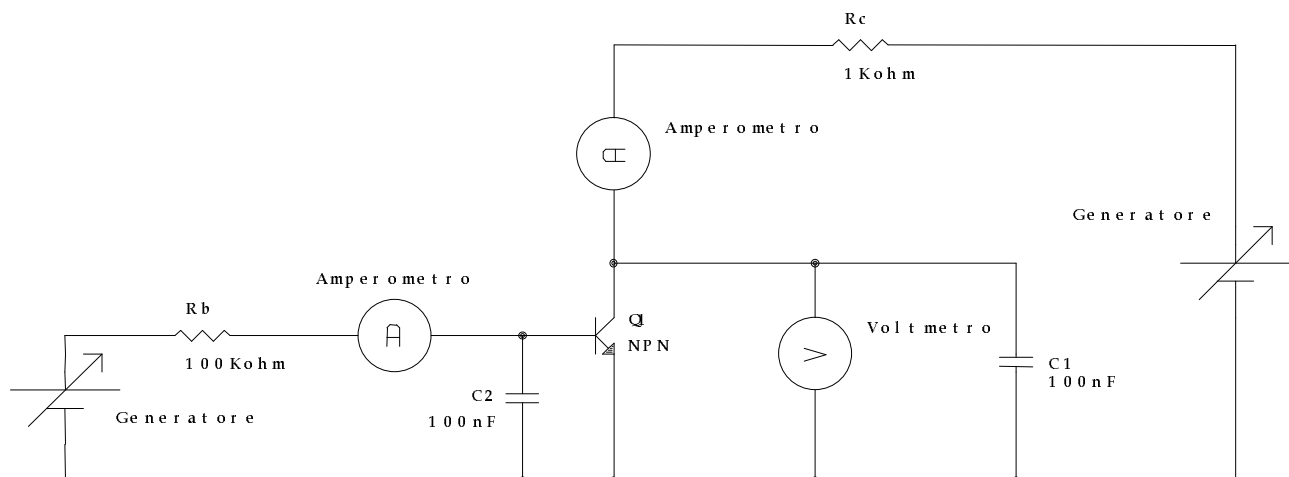 Rc
1Kohm
Amperometro
A
Generatore
Amperometro
Rb
A
100Kohm
Q1
NPN
Voltmetro
V
C1
100nF
C2
100nF
Generatore